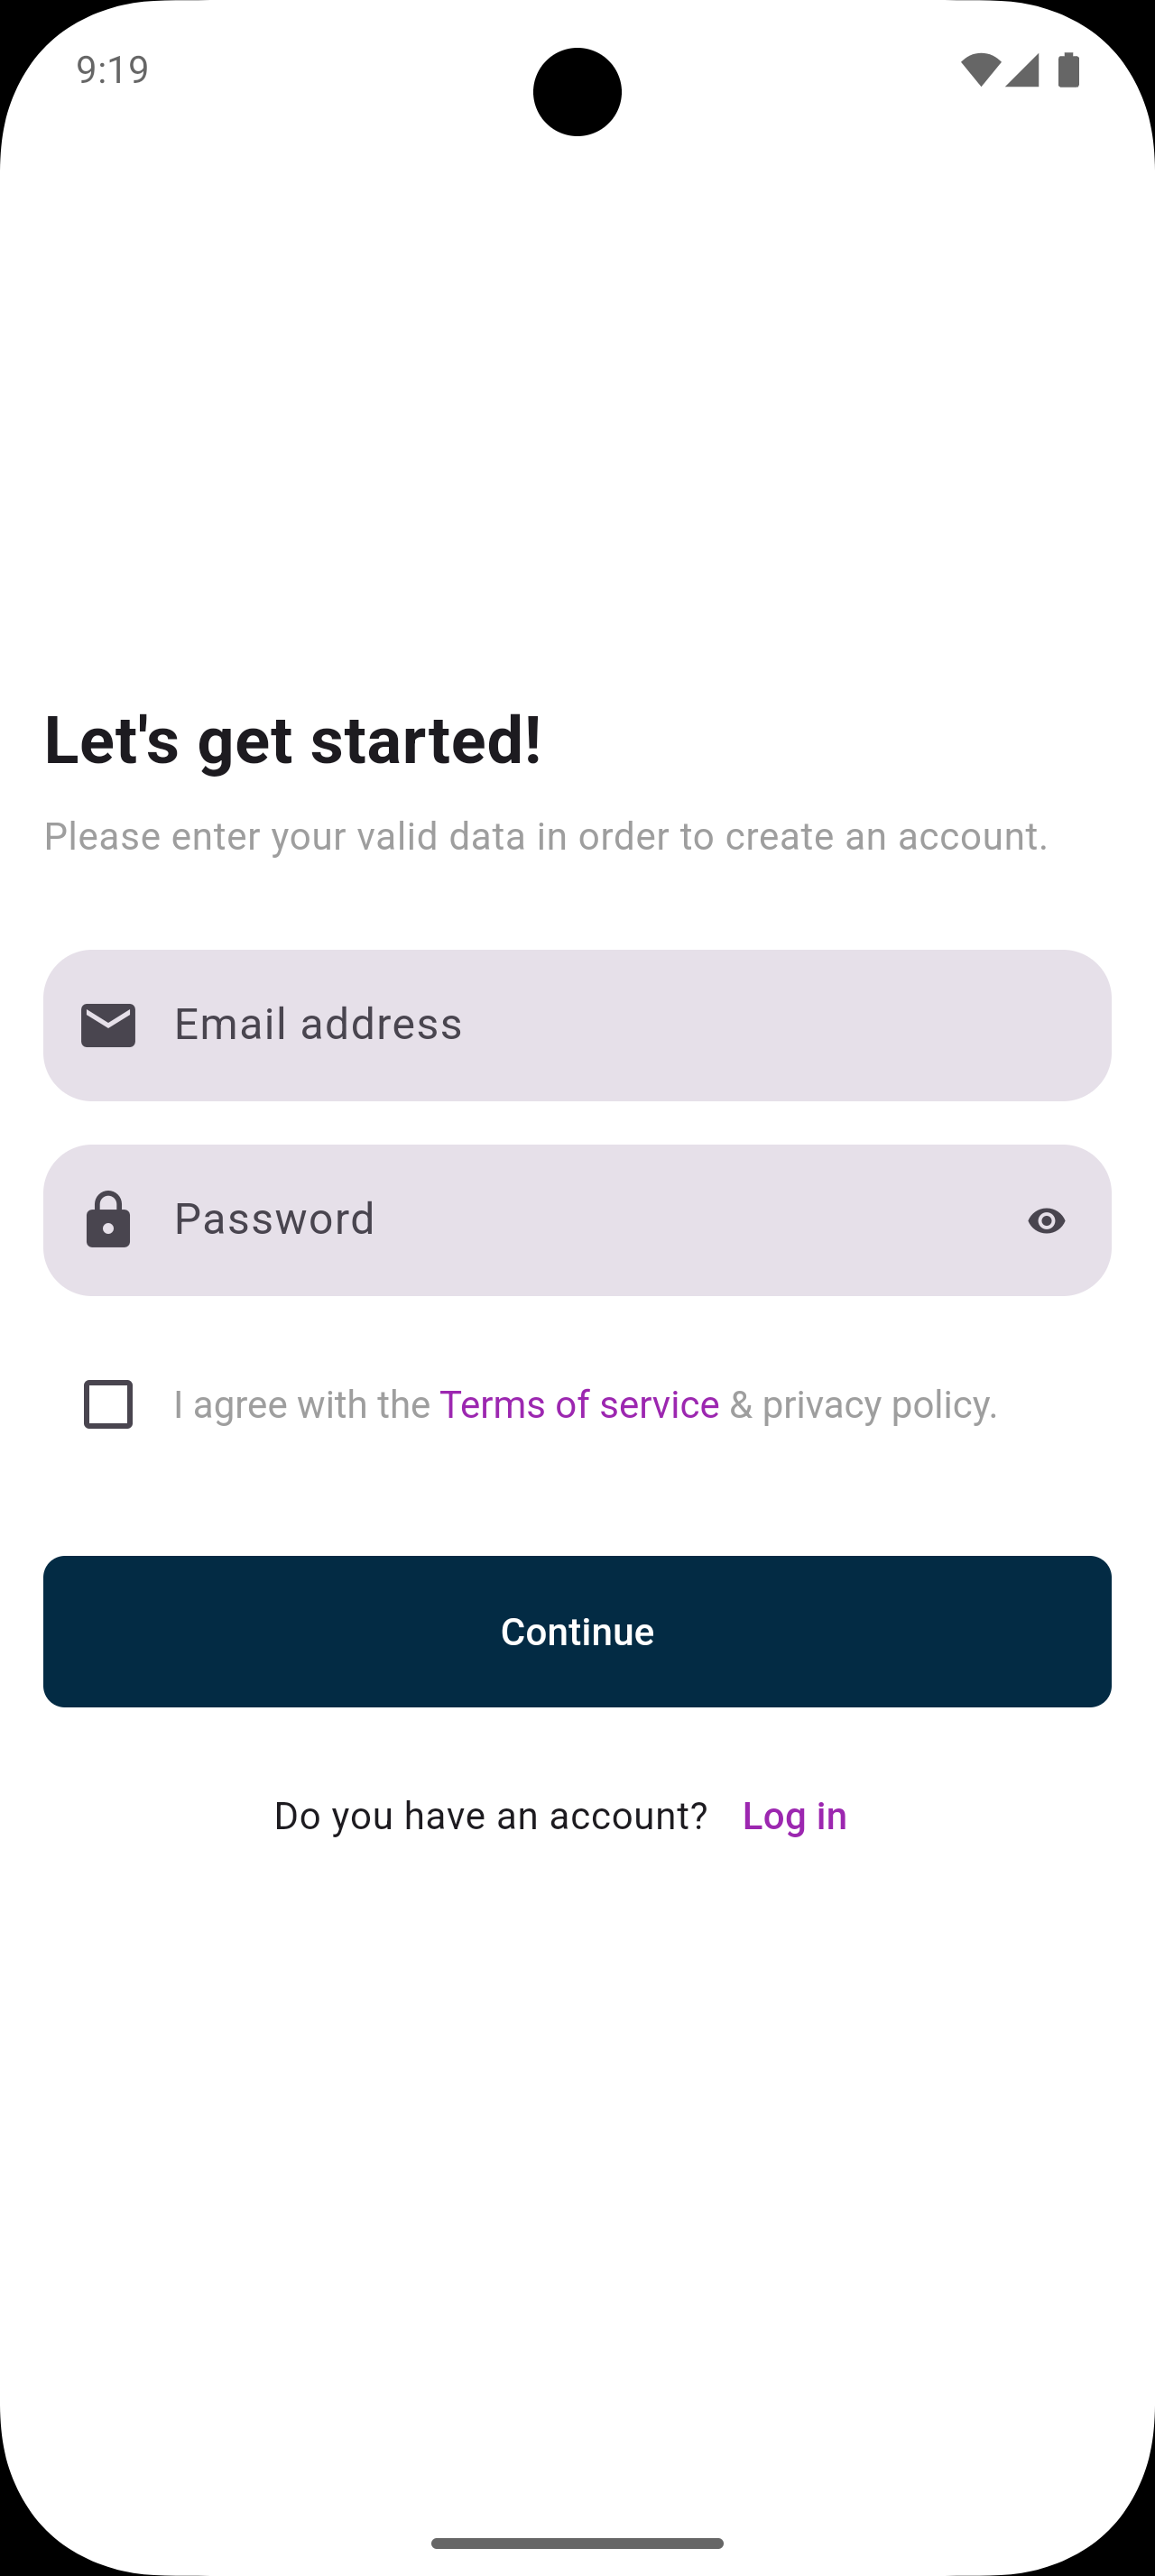 9:19
Let's get started!
Please enter your valid data in order to create an account.
Email address
Password
I agree with the Terms of service & privacy policy.
Continue
Do you have an account? Log in